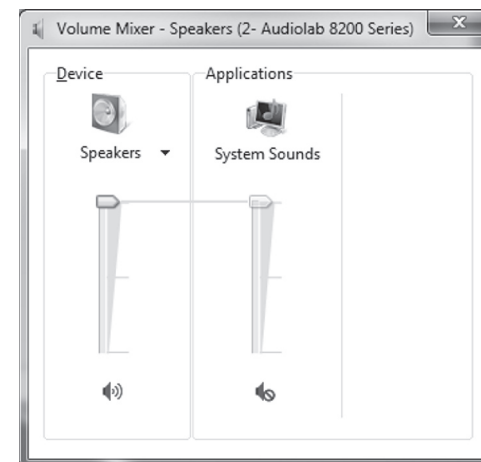 Volume Mixer - Speakers (2- Audiolab 8200 Series)
Device
Applications
Speakers
System Sounds